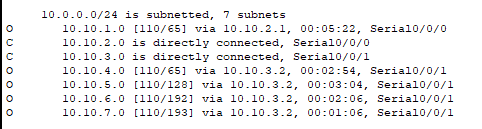 10.0.0.0/24 is subnetted, 7 subnets
O 10.10.1.0 [110/65] via 10.10.2.1, 00:05:22, Serial0/0/0
C 10.10.2.0 is directly connected, Serial0/0/0
C 10.10.3.0 is directly connected, Serial0/0/1
O 10.10.4.0 [110/65] via 10.10.3.2, 00:02:54, Serial0/0/1
O 10.10.5.0 [110/128] via 10.10.3.2, 00:03:04, Serial0/0/1
O 10.10.6.0 [110/192] via 10.10.3.2, 00:02:06, Serial0/0/1
O 10.10.7.0 [110/193] via 10.10.3.2, 00:01:06, Serial0/0/1